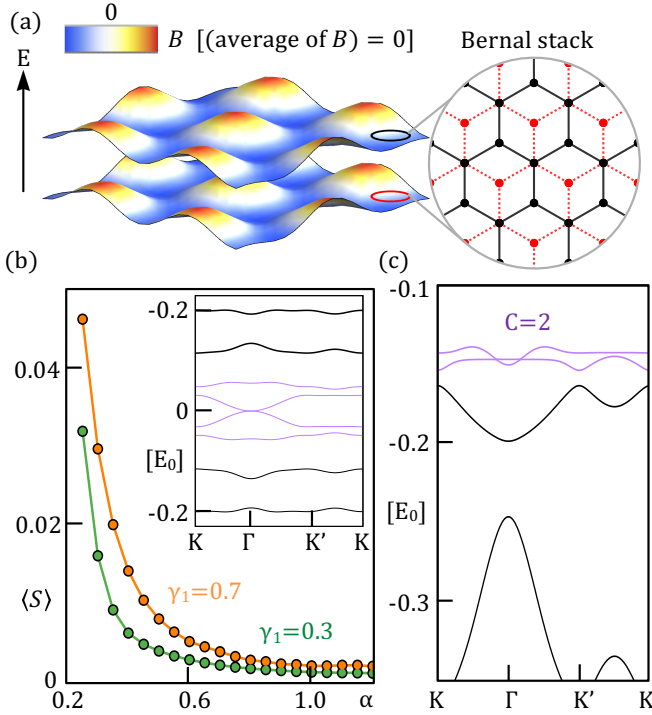 (a)
0
B [(average of B) = 0]
Bernal stack
E
(b)
(c)
0.04
0.02
⟨S⟩
0
0.2
0.6
1.0
α
γ₁=0.7
γ₁=0.3
-0.2
0
[E₀]
-0.2
K
Γ
K’
K
-0.1
C=2
-0.2
[E₀]
-0.3
K
Γ
K’
K